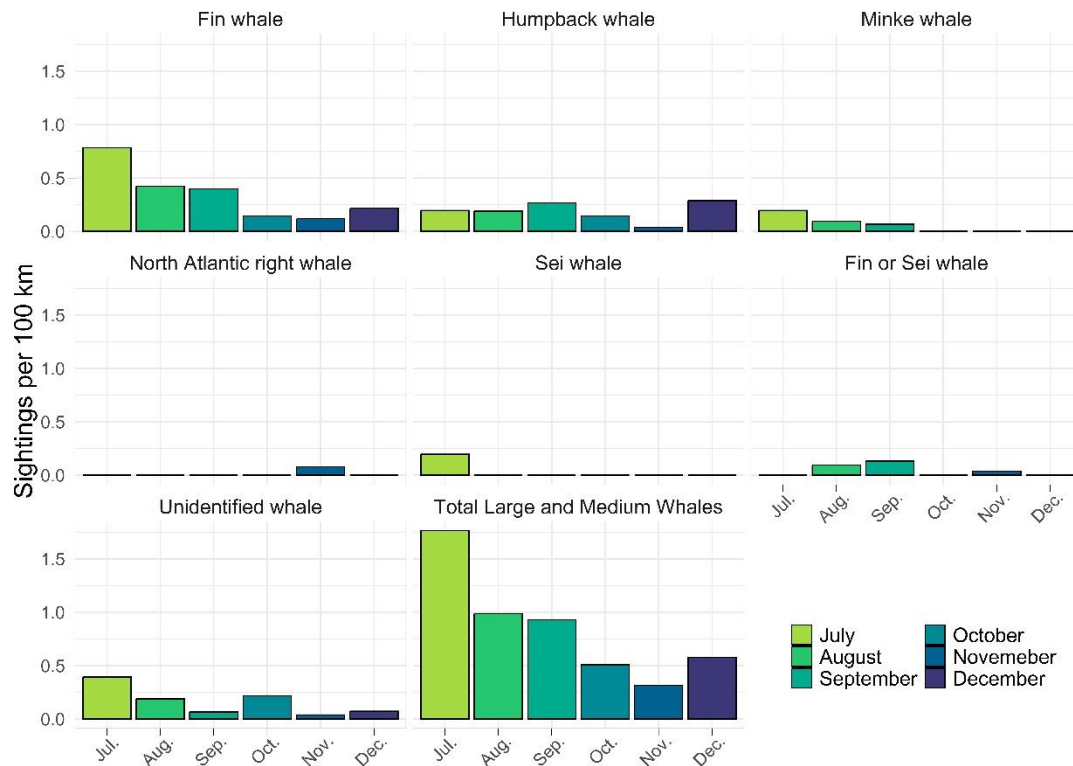 Fin whale
Humpback whale
Minke whale
1.5
1.0
0.5
0.0
North Atlantic right whale
Sei whale
Fin or Sei whale
Sightings per 100 km
1.5
1.0
0.5
0.0
Jul. Aug. Sep. Oct. Nov. Dec.
Unidentified whale
Total Large and Medium Whales
1.5
1.0
0.5
0.0
Jul. Aug. Sep. Oct. Nov. Dec.
Jul. Aug. Sep. Oct. Nov. Dec.
July
August
September
October
Novemeber
December